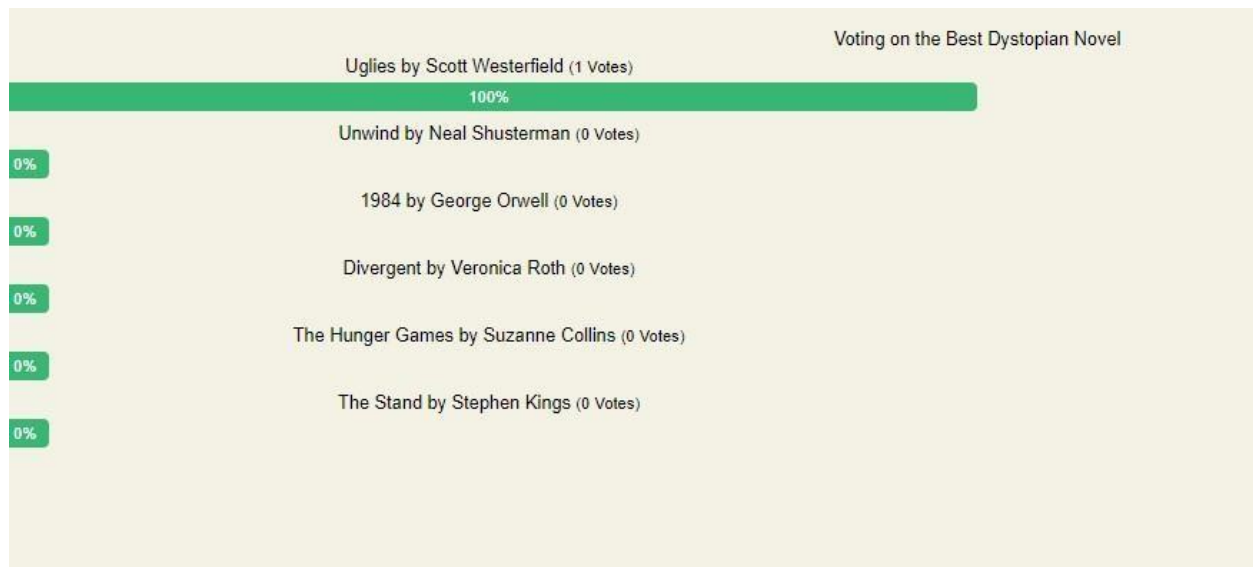 Voting on the Best Dystopian Novel
Uglies by Scott Westerfield (1 Votes)
100%
Unwind by Neal Shusterman (0 Votes)
0%
1984 by George Orwell (0 Votes)
0%
Divergent by Veronica Roth (0 Votes)
0%
The Hunger Games by Suzanne Collins (0 Votes)
0%
The Stand by Stephen Kings (0 Votes)
0%